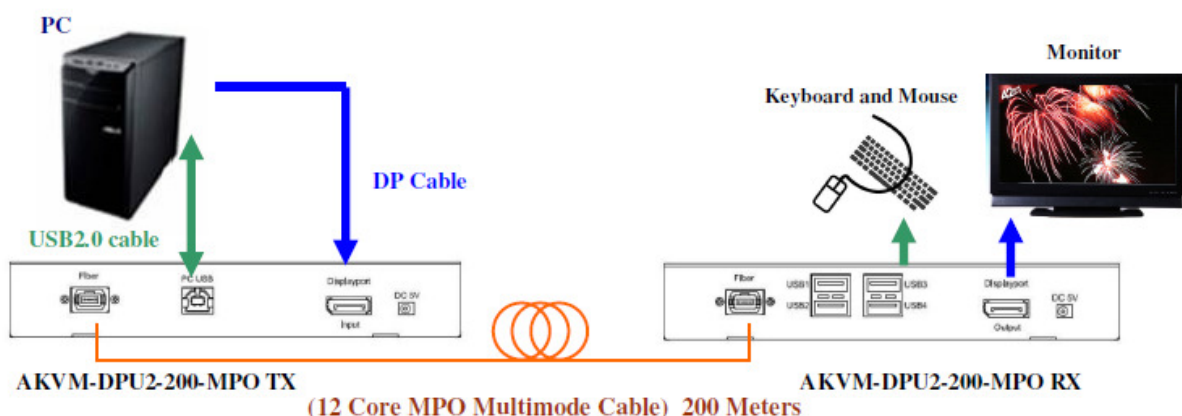 PC
Monitor
Keyboard and Mouse
DP Cable
USB2.0 cable
Fiber
PC USB
Displayport
Input
DC 5V
Fiber
USB1
USB2
USB3
USB4
Displayport
Output
DC 5V
AKVM-DPU2-200-MPO TX
AKVM-DPU2-200-MPO RX
(12 Core MPO Multimode Cable) 200 Meters